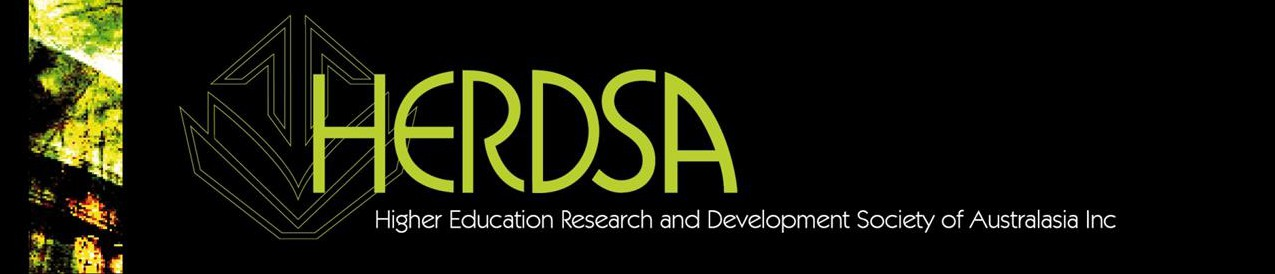 HERDSA
Higher Education Research and Development Society of Australasia Inc